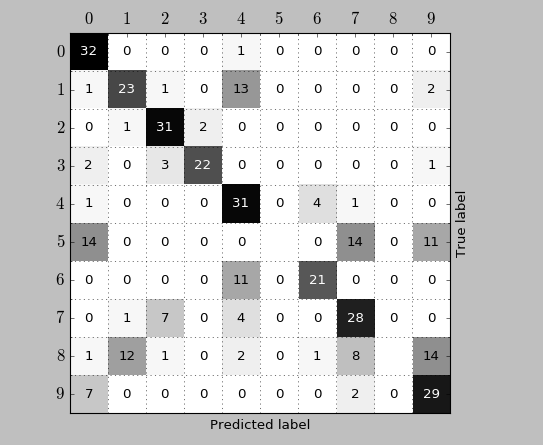 0 1 2 3 4 5 6 7 8 9
0 32 0 0 0 1 0 0 0 0 0
1 1 23 1 0 13 0 0 0 0 2
2 0 1 31 2 0 0 0 0 0 0
3 2 0 3 22 0 0 0 0 0 1
4 1 0 0 0 31 0 4 1 0 0
5 14 0 0 0 0 0 14 0 11
6 0 0 0 0 11 0 21 0 0 0
7 0 1 7 0 4 0 0 28 0 0
8 1 12 1 0 2 0 1 8 14
9 7 0 0 0 0 0 0 2 0 29
True label
Predicted label